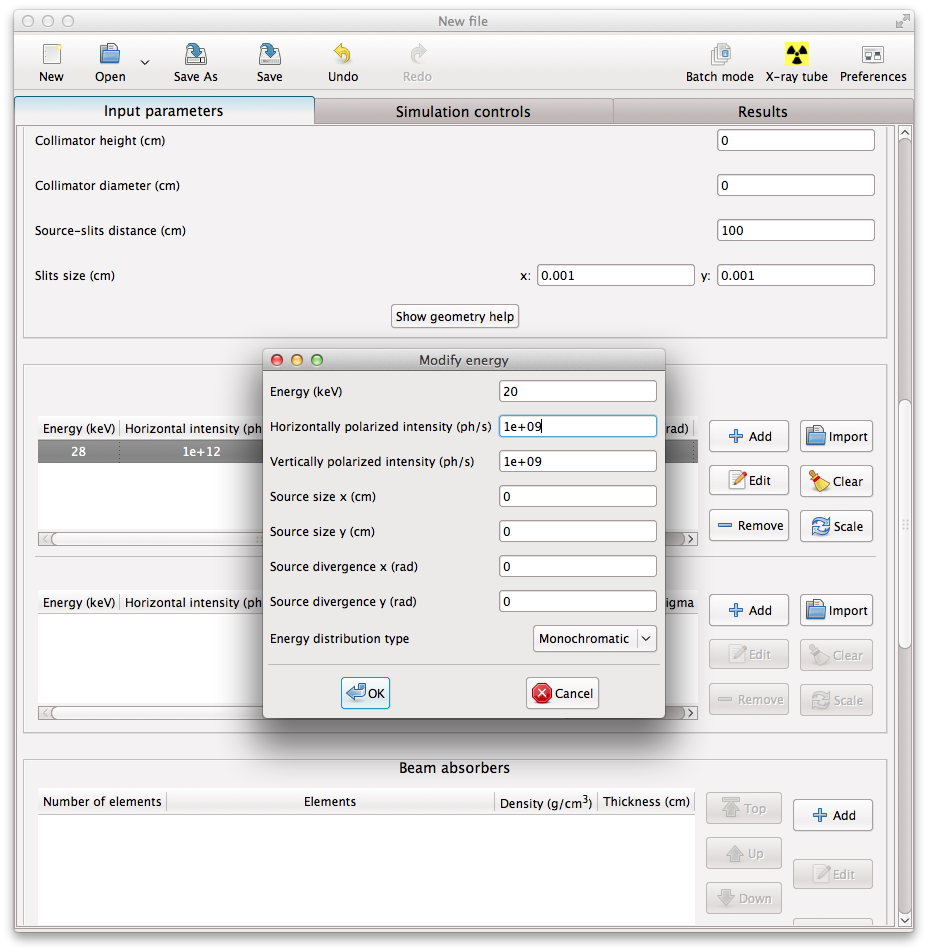 New file
New Open Save As Save Undo Redo Batch mode X-ray tube Preferences
Input parameters Simulation controls Results
Collimator height (cm) 0
Collimator diameter (cm) 0
Source-slits distance (cm) 100
Slits size (cm) x: 0.001 y: 0.001
Show geometry help
Modify energy
Energy (keV) 20
Horizontally polarized intensity (ph/s) 1e+09
Vertically polarized intensity (ph/s) 1e+09
Source size x (cm) 0
Source size y (cm) 0
Source divergence x (rad) 0
Source divergence y (rad) 0
Energy distribution type Monochromatic
OK Cancel
Energy (keV) Horizontal intensity (ph rad)
28 1e+12
Add Import
Edit Clear
Remove Scale
Energy (keV) Horizontal intensity (ph igma
Add Import
Edit Clear
Remove Scale
Beam absorbers
Number of elements Elements Density (g/cm³) Thickness (cm)
Top Add
Up Edit
Down